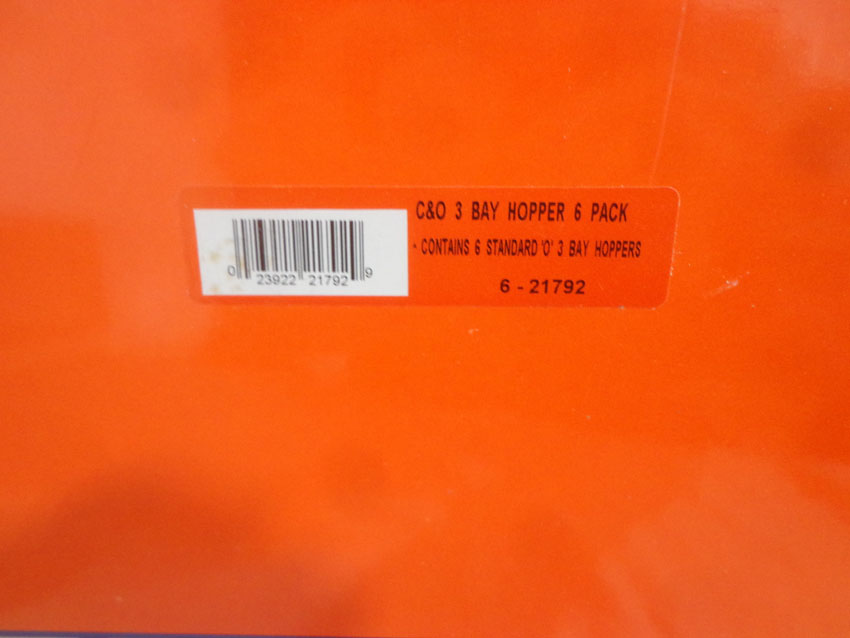 C&O 3 BAY HOPPER 6 PACK
- CONTAINS 6 STANDARD 'O' 3 BAY HOPPERS
6 - 21792
0 23922 21792 9